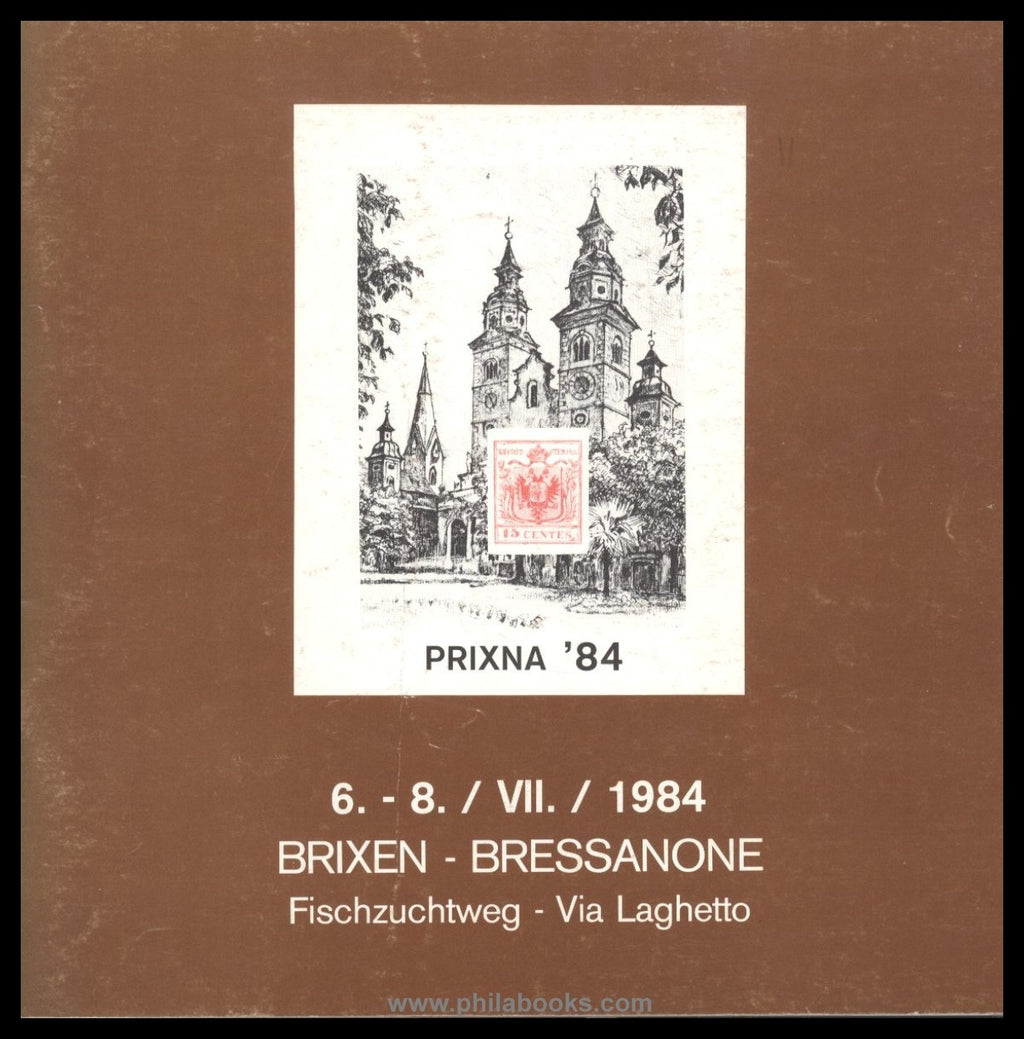 15 CENTES.
PRIXNA '84
6. - 8. / VII. / 1984
BRIXEN - BRESSANONE
Fischzuchtweg - Via Laghetto
www.philabooks.com